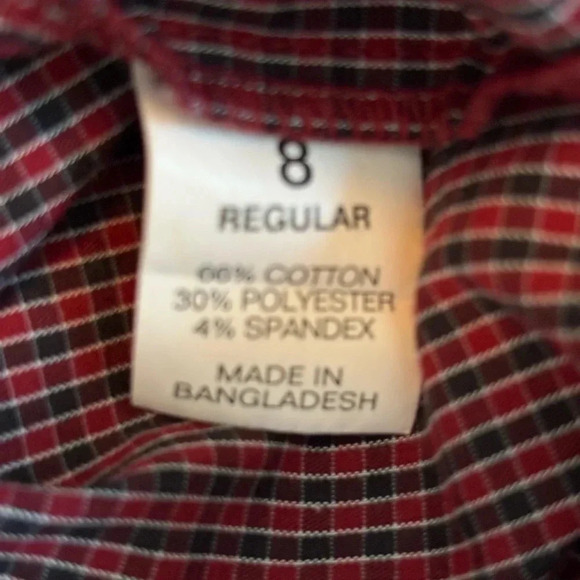 8
REGULAR
66% COTTON
30% POLYESTER
4% SPANDEX
MADE IN
BANGLADESH